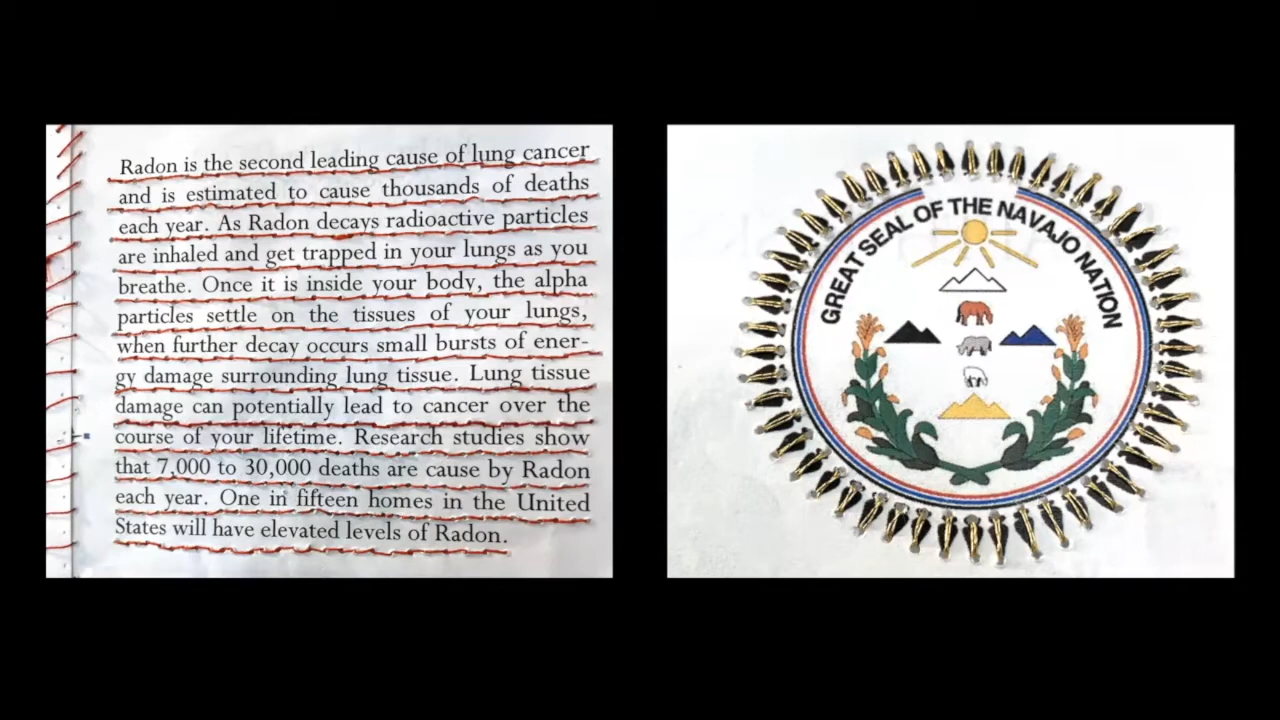 Radon is the second leading cause of lung cancer
and is estimated to cause thousands of deaths
each year. As Radon decays radioactive particles
are inhaled and get trapped in your lungs as you
breathe. Once it is inside your body, the alpha
particles settle on the tissues of your lungs,
when further decay occurs small bursts of ener-
gy damage surrounding lung tissue. Lung tissue
damage can potentially lead to cancer over the
course of your lifetime. Research studies show
that 7,000 to 30,000 deaths are cause by Radon
each year. One in fifteen homes in the United
States will have elevated levels of Radon.
GREAT SEAL OF THE NAVAJO NATION